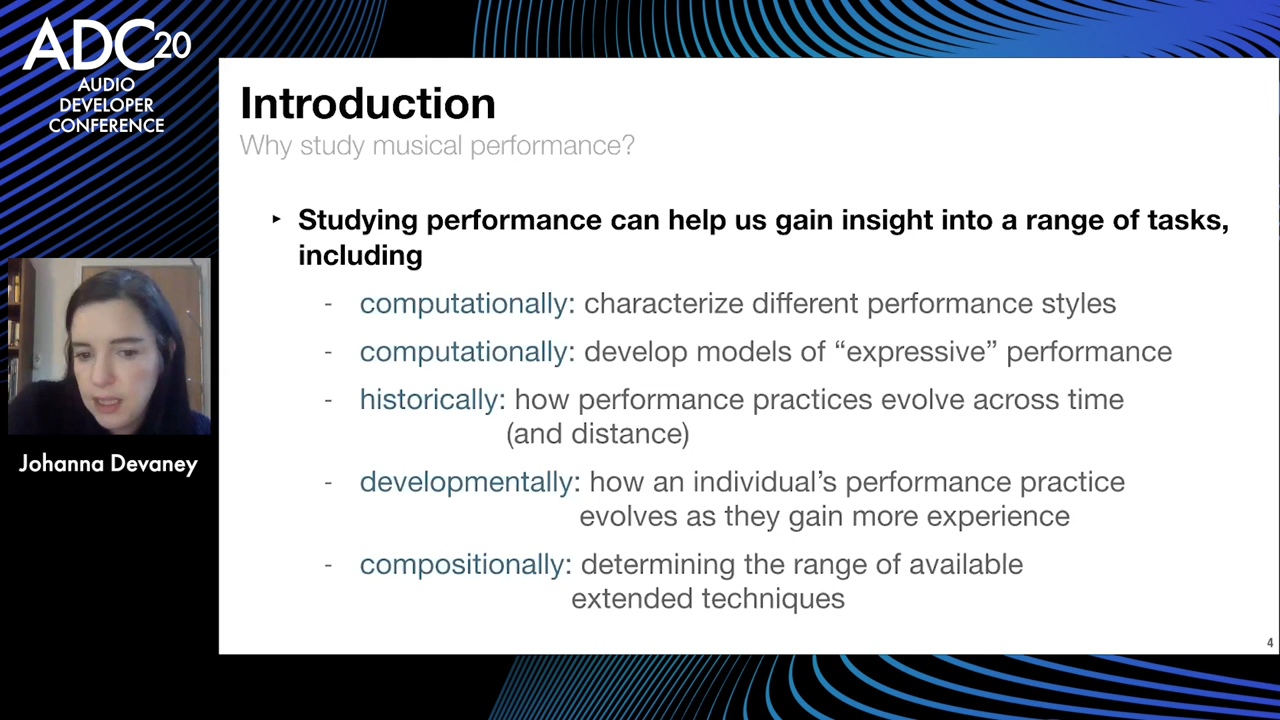 ADC20
AUDIO
DEVELOPER
CONFERENCE
Introduction
Why study musical performance?
‣ Studying performance can help us gain insight into a range of tasks,
including
- computationally: characterize different performance styles
- computationally: develop models of “expressive” performance
- historically: how performance practices evolve across time
(and distance)
- developmentally: how an individual’s performance practice
evolves as they gain more experience
- compositionally: determining the range of available
extended techniques
Johanna Devaney
4